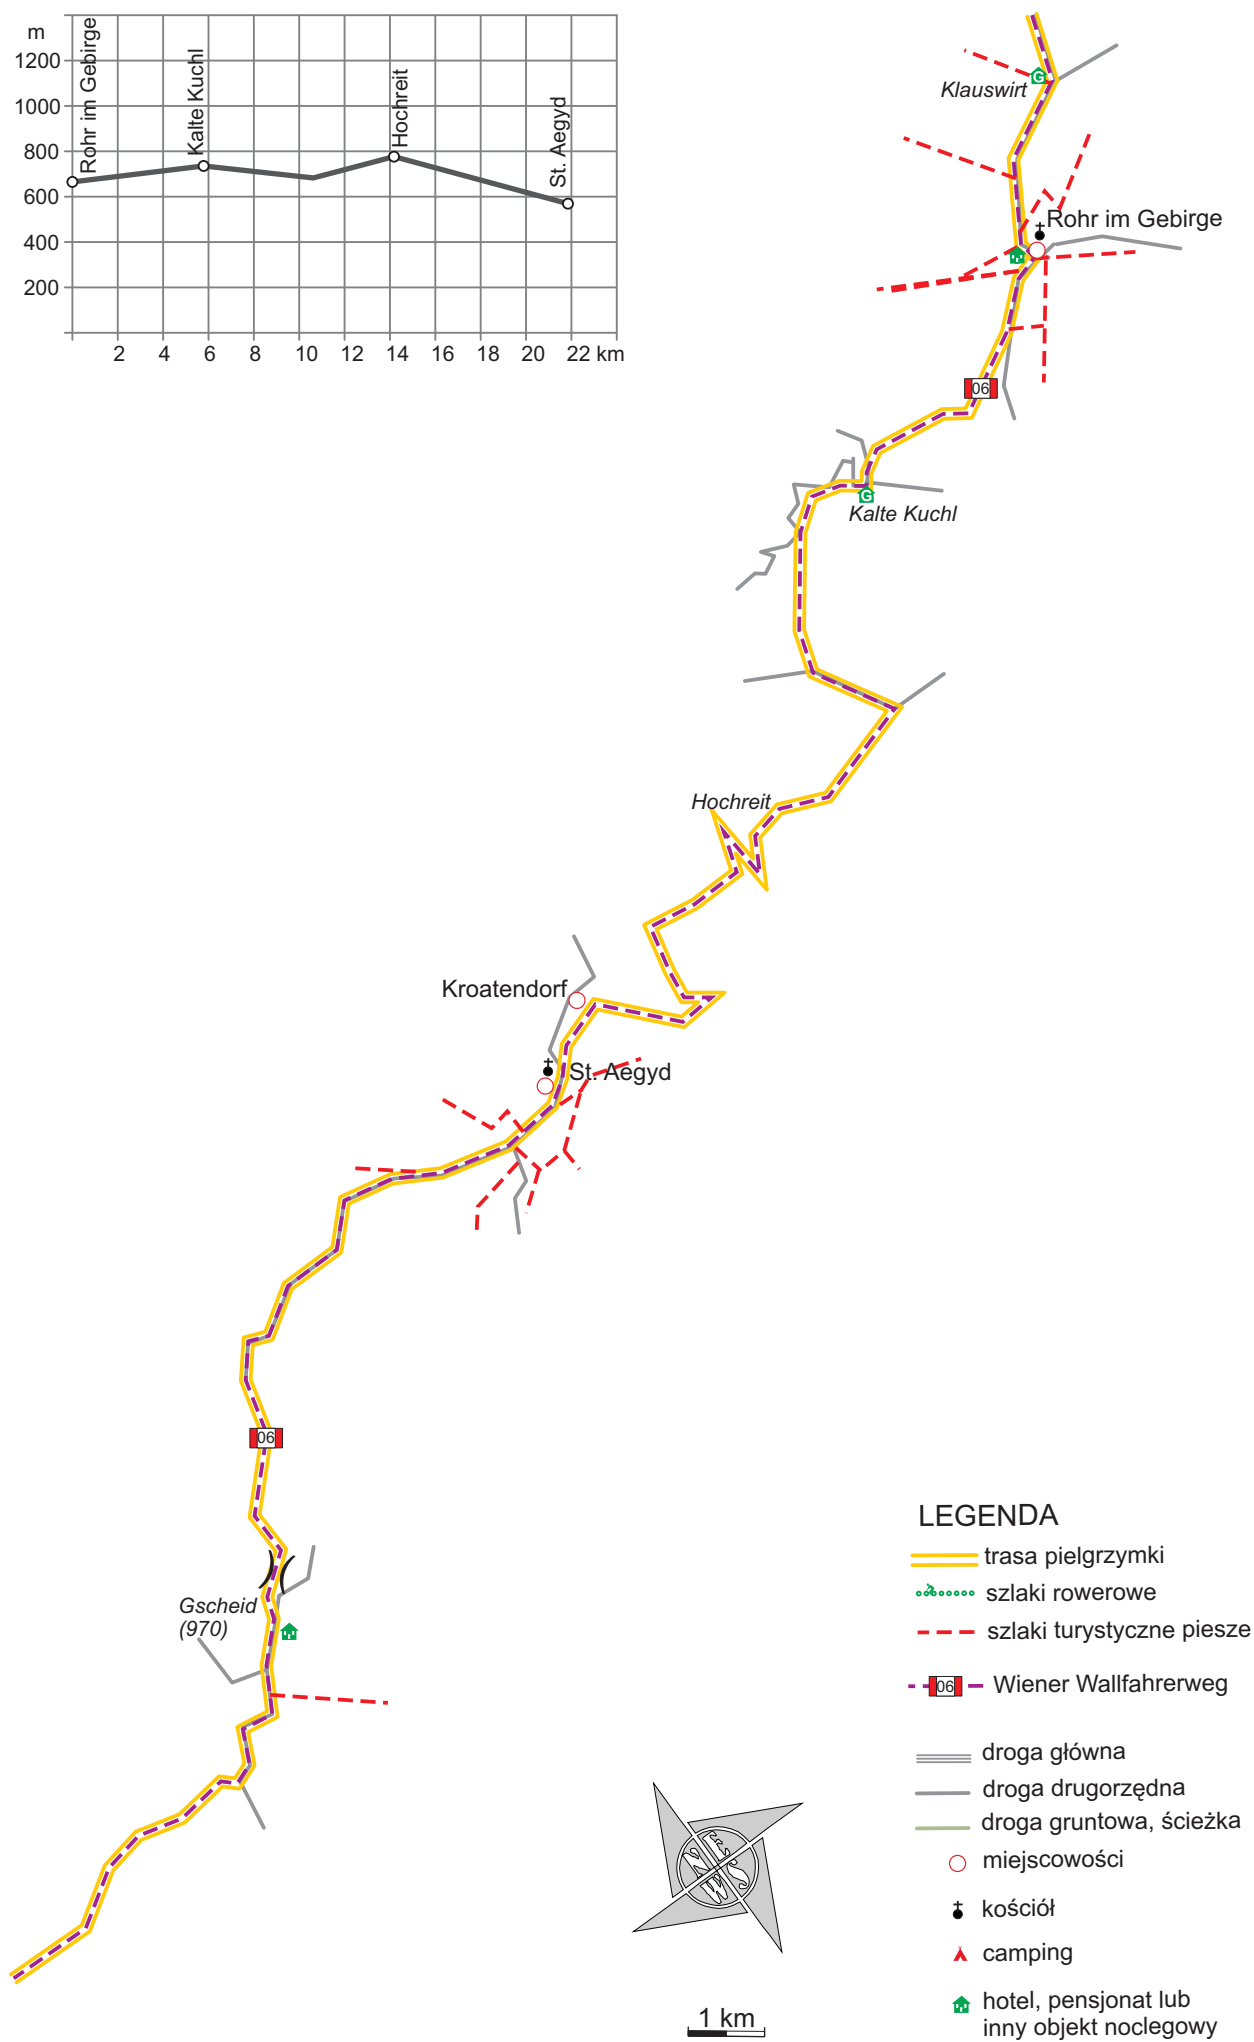 m
1200
1000
800
600
400
200
Rohr im Gebirge
Kalte Kuchl
Hochreit
St. Aegyd
2 4 6 8 10 12 14 16 18 20 22 km
Klauswirt
G
Rohr im Gebirge
06
G
Kalte Kuchl
Hochreit
Kroatendorf
St. Aegyd
06
Gscheid
(970)
LEGENDA
trasa pielgrzymki
szlaki rowerowe
szlaki turystyczne piesze
06 Wiener Wallfahrerweg
droga główna
droga drugorzędna
droga gruntowa, ścieżka
miejscowości
kościół
camping
hotel, pensjonat lub
inny objekt noclegowy
N E
W S
1 km